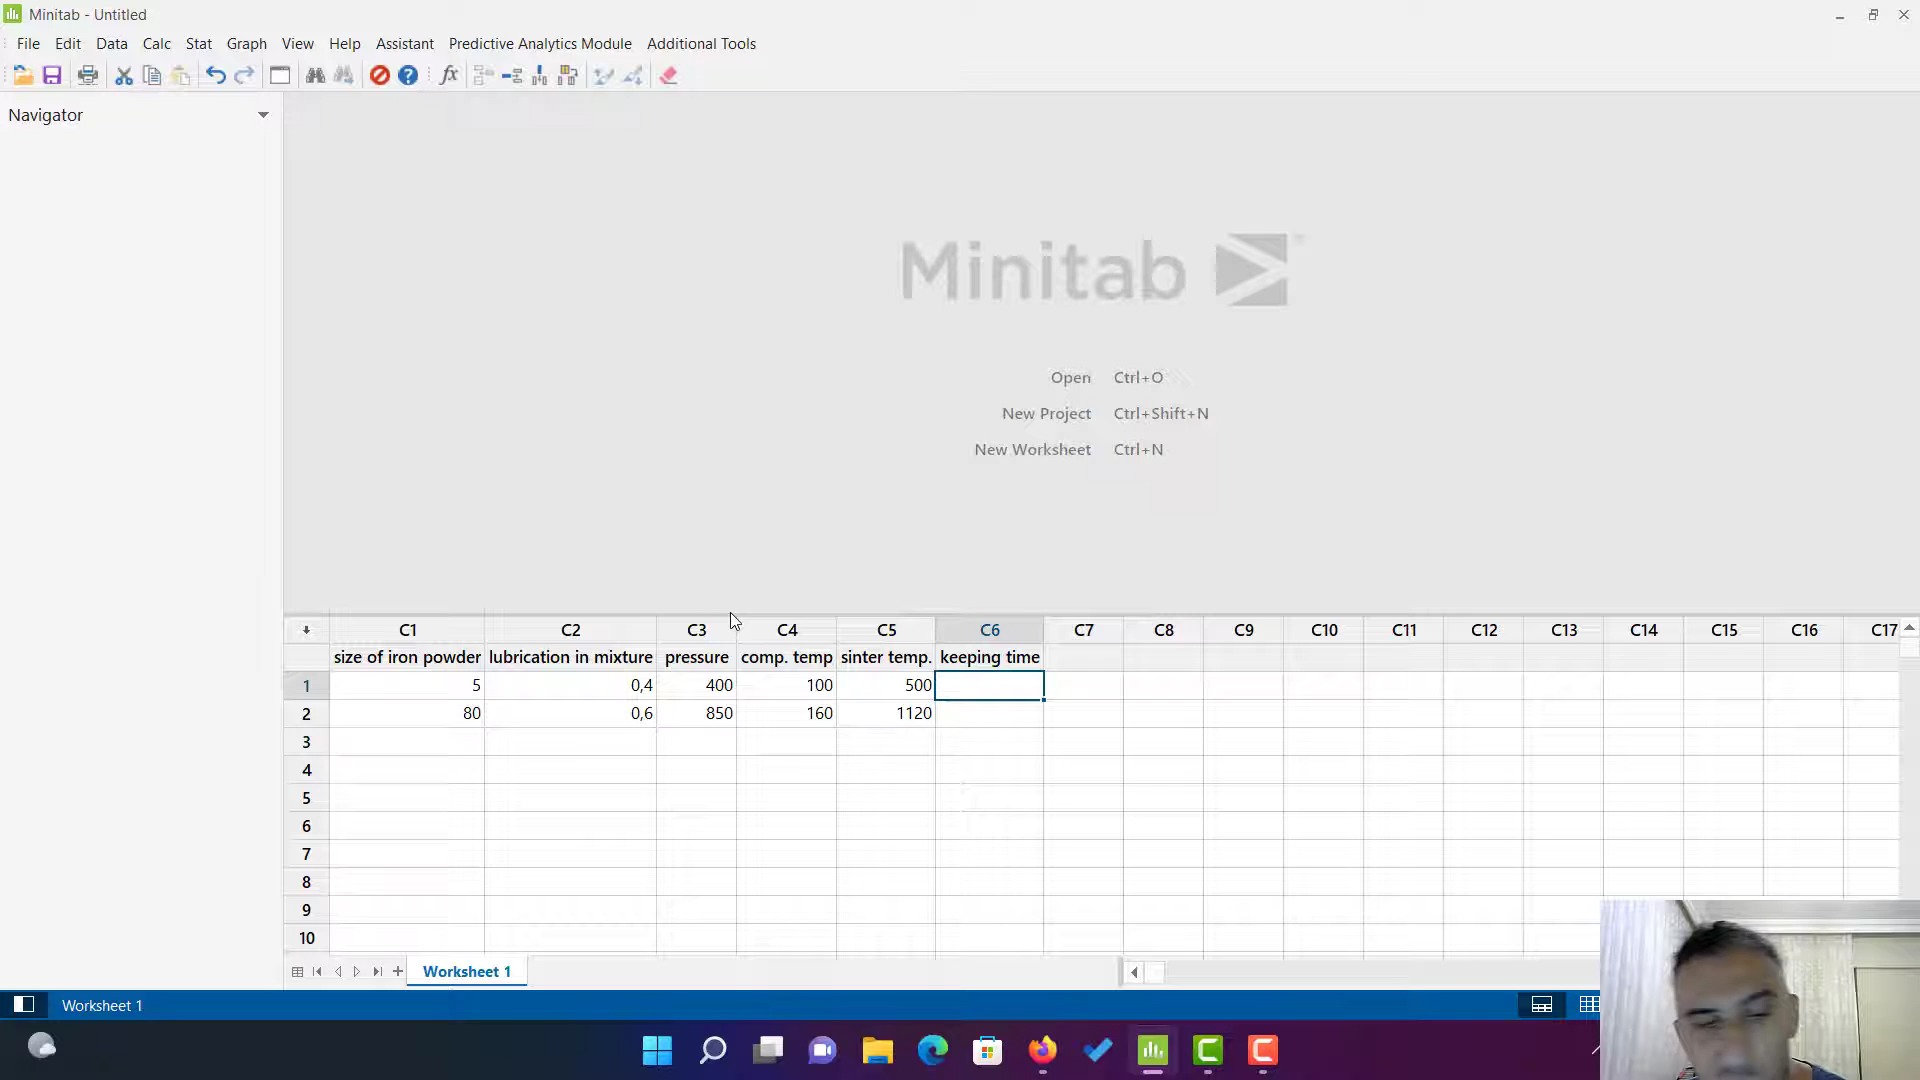 Minitab - Untitled
File Edit Data Calc Stat Graph View Help Assistant Predictive Analytics Module Additional Tools
Navigator
Minitab
Open Ctrl+O
New Project Ctrl+Shift+N
New Worksheet Ctrl+N
C1 C2 C3 C4 C5 C6 C7 C8 C9 C10 C11 C12 C13 C14 C15 C16 C17
size of iron powder lubrication in mixture pressure comp. temp sinter temp. keeping time
1 5 0,4 400 100 500
2 80 0,6 850 160 1120
3
4
5
6
7
8
9
10
Worksheet 1
Worksheet 1